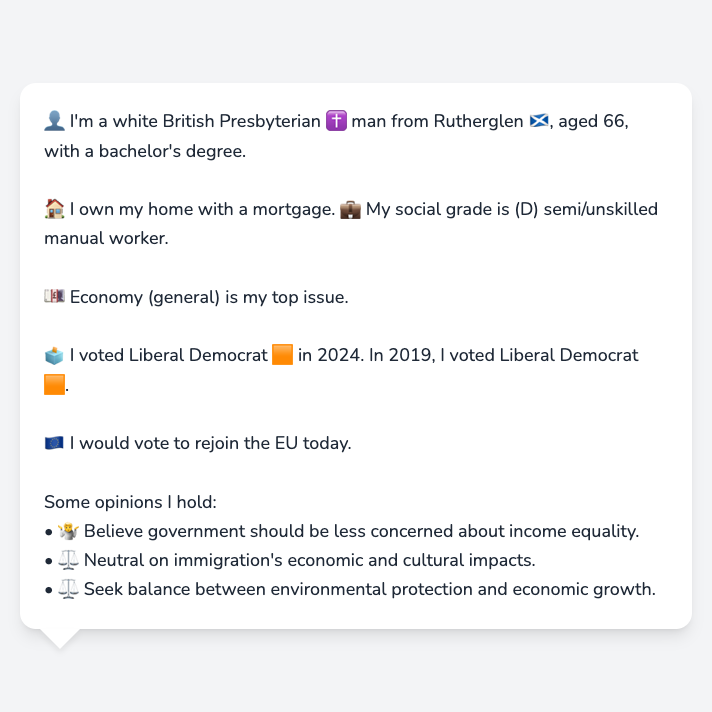 👤 I'm a white British Presbyterian ✝️ man from Rutherglen 🏴󠁧󠁢󠁳󠁣󠁴󠁿, aged 66,
with a bachelor's degree.
🏠 I own my home with a mortgage. 💼 My social grade is (D) semi/unskilled
manual worker.
💷 Economy (general) is my top issue.
🗳️ I voted Liberal Democrat 🟧 in 2024. In 2019, I voted Liberal Democrat
🟧.
🇪🇺 I would vote to rejoin the EU today.
Some opinions I hold:
• 🤷 Believe government should be less concerned about income equality.
• ⚖️ Neutral on immigration's economic and cultural impacts.
• ⚖️ Seek balance between environmental protection and economic growth.